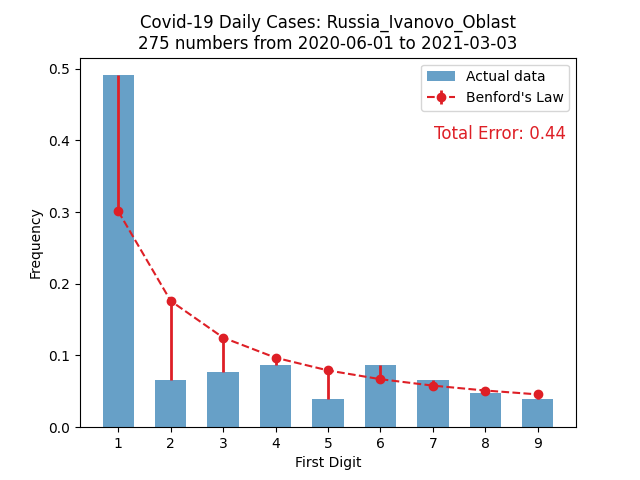 Covid-19 Daily Cases: Russia_Ivanovo_Oblast
275 numbers from 2020-06-01 to 2021-03-03
Actual data
Benford's Law
Total Error: 0.44
Frequency
0.5
0.4
0.3
0.2
0.1
0.0
1 2 3 4 5 6 7 8 9
First Digit